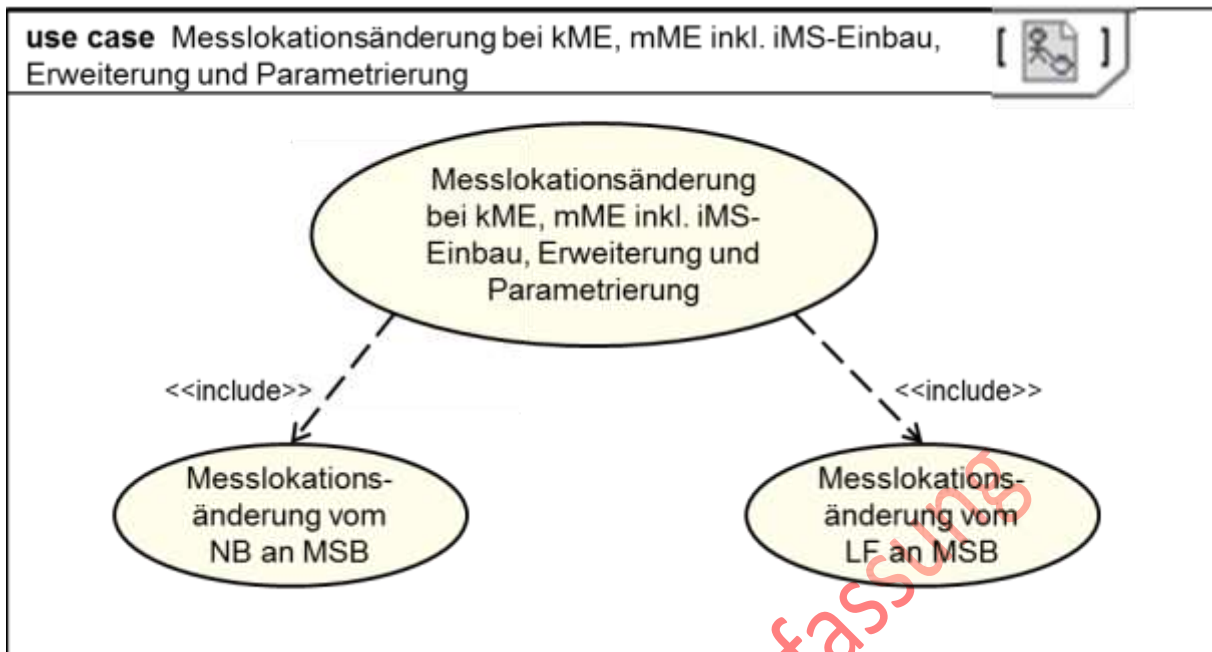 use case Messlokationsänderung bei kME, mME inkl. iMS-Einbau,
Erweiterung und Parametrierung
[ ]
Messlokationsänderung
bei kME, mME inkl. iMS-
Einbau, Erweiterung und
Parametrierung
<<include>>
<<include>>
Messlokations-
änderung vom
NB an MSB
Messlokations-
änderung vom
LF an MSB
fassung